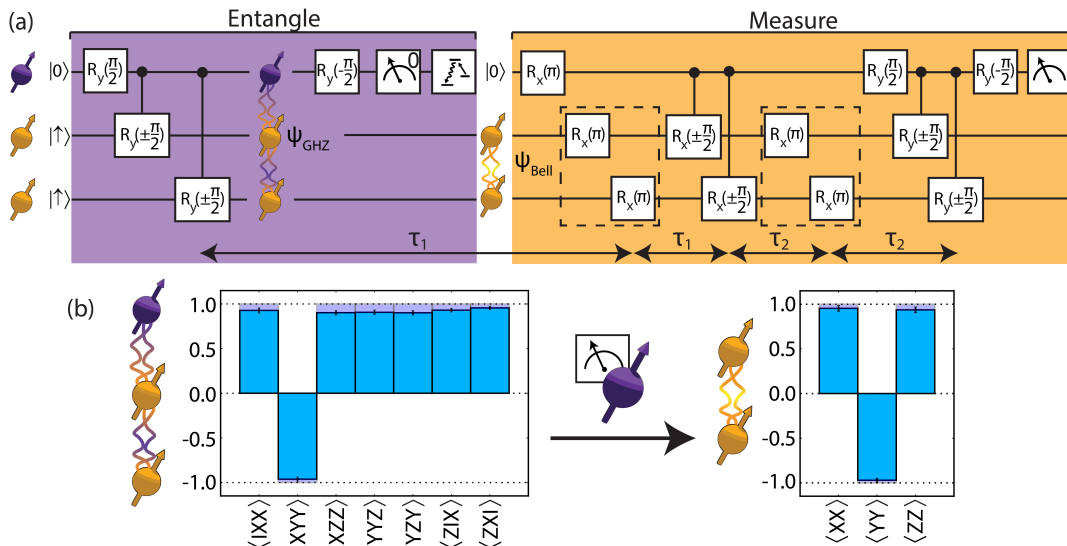 (a) Entangle Measure
|0⟩ R_y(π/2) R_y(-π/2) 0 |0⟩ R_x(π) R_y(π/2) R_y(-π/2)
|↑⟩ R_y(±π/2) ψ_GHZ R_x(π) R_y(±π/2) R_x(π) R_y(±π/2)
ψ_Bell
|↑⟩ R_y(±π/2) R_x(π) R_x(±π/2) R_x(π) R_y(±π/2)
τ_1 τ_1 τ_2 τ_2
(b)
1.0
0.5
0.0
-0.5
-1.0
⟨IXX⟩
XYY⟩
XZZ⟩
YYZ⟩
YZY⟩
⟨ZIX⟩
⟨ZXI⟩
1.0
0.5
0.0
-0.5
-1.0
⟨XX⟩
⟨YY⟩
⟨ZZ⟩